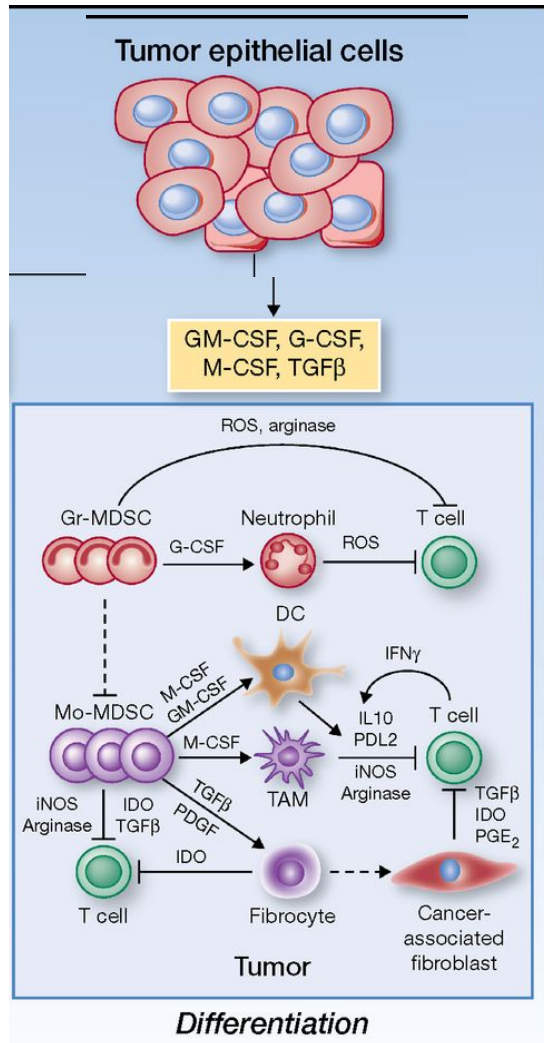 Tumor epithelial cells
GM-CSF, G-CSF,
M-CSF, TGFβ
ROS, arginase
Gr-MDSC
Neutrophil
T cell
G-CSF
ROS
DC
M-CSF
GM-CSF
IFNγ
Mo-MDSC
IL10
PDL2
T cell
M-CSF
iNOS
Arginase
TAM
TGFβ
PDGF
iNOS
Arginase
IDO
TGFβ
TGFβ
IDO
PGE₂
IDO
T cell
Fibrocyte
Cancer-
associated
fibroblast
Tumor
Differentiation